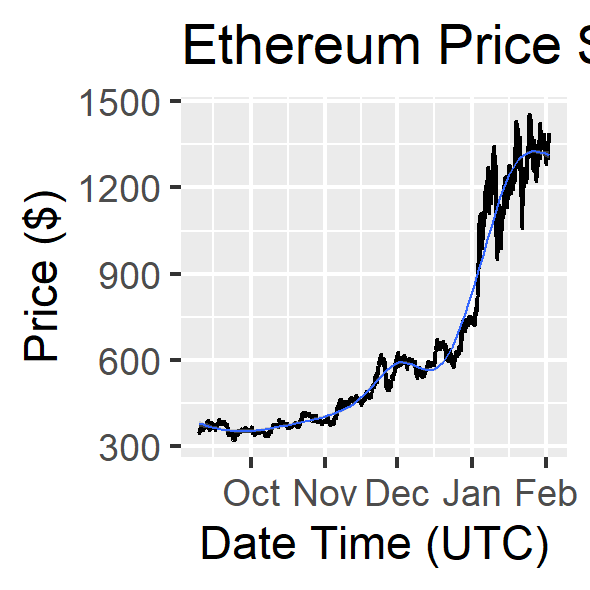 Ethereum Price
1500
1200
900
600
300
Price ($)
Oct Nov Dec Jan Feb
Date Time (UTC)